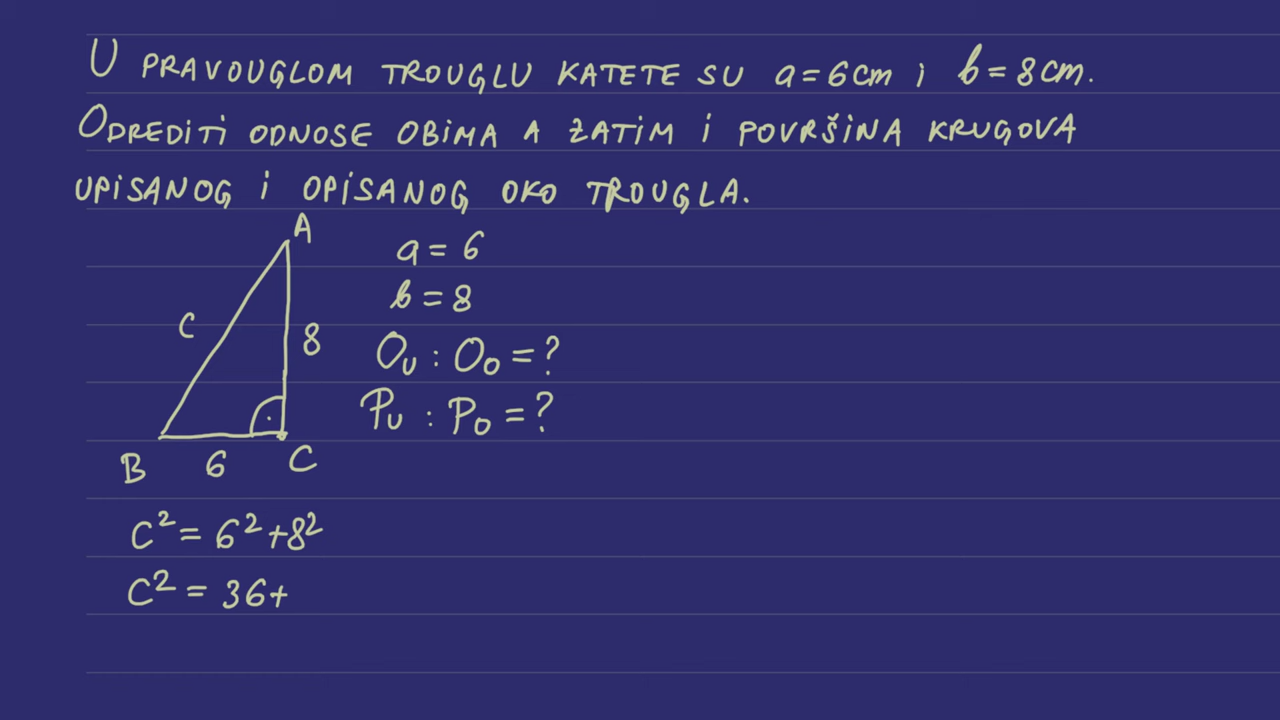 U PRAVOUGLOM TROUGLU KATETE SU a=6cm i b=8cm.
ODREDITI ODNOSE OBIMA A ZATIM I POVRŠINA KRUGOVA
UPISANOG I OPISANOG OKO TROUGLA.
A
a=6
b=8
C
8
Ou : Oo = ?
Pu : Po = ?
B 6 C
C² = 6² + 8²
C² = 36+